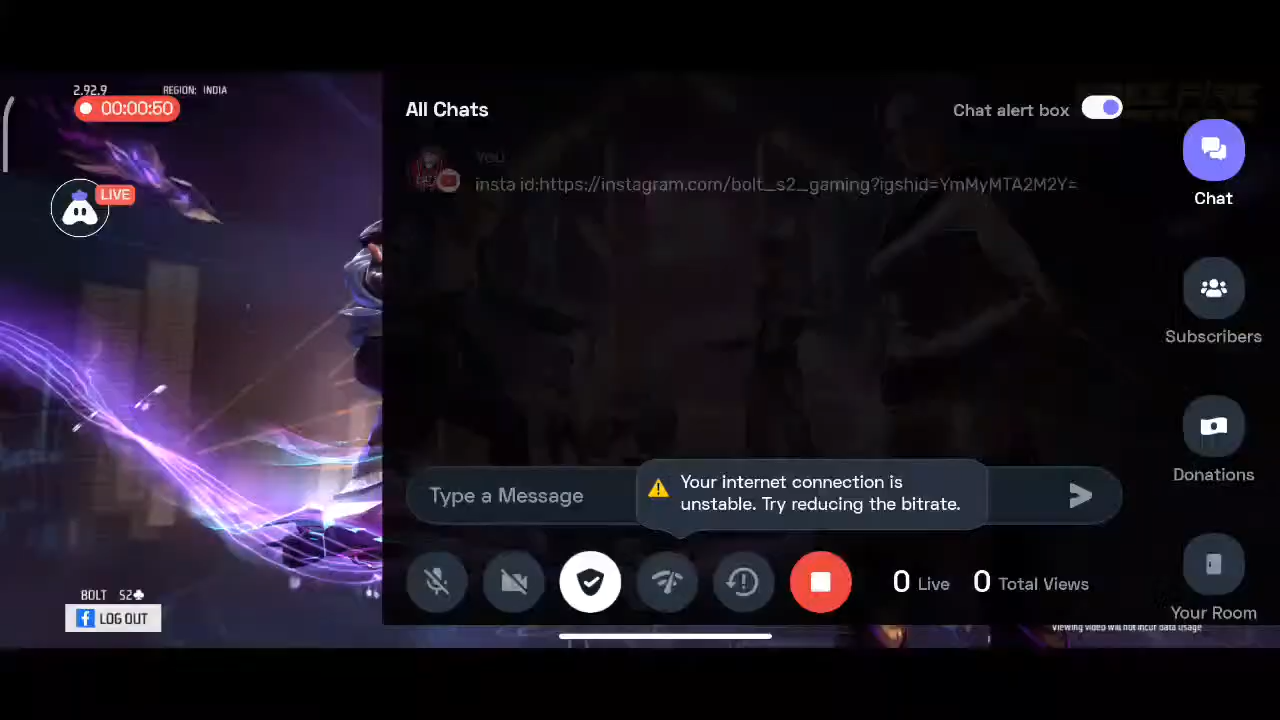 2.92.9 REGION: INDIA
00:00:50
All Chats
Chat alert box
LIVE
You
insta id:https://instagram.com/bolt_s2_gaming?igshid=YmMyMTA2M2Y=
Chat
Subscribers
Donations
Your internet connection is
unstable. Try reducing the bitrate.
Type a Message
0 Live 0 Total Views
BOLT S2♣
f LOG OUT
Your Room
Viewing video will not incur data usage